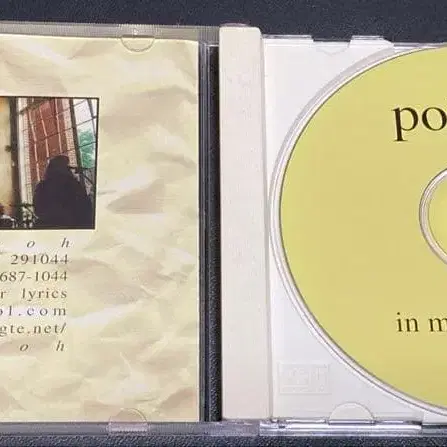 o h
291044
687-1044
r lyrics
ol.com
gte.net/
o h
po
in m